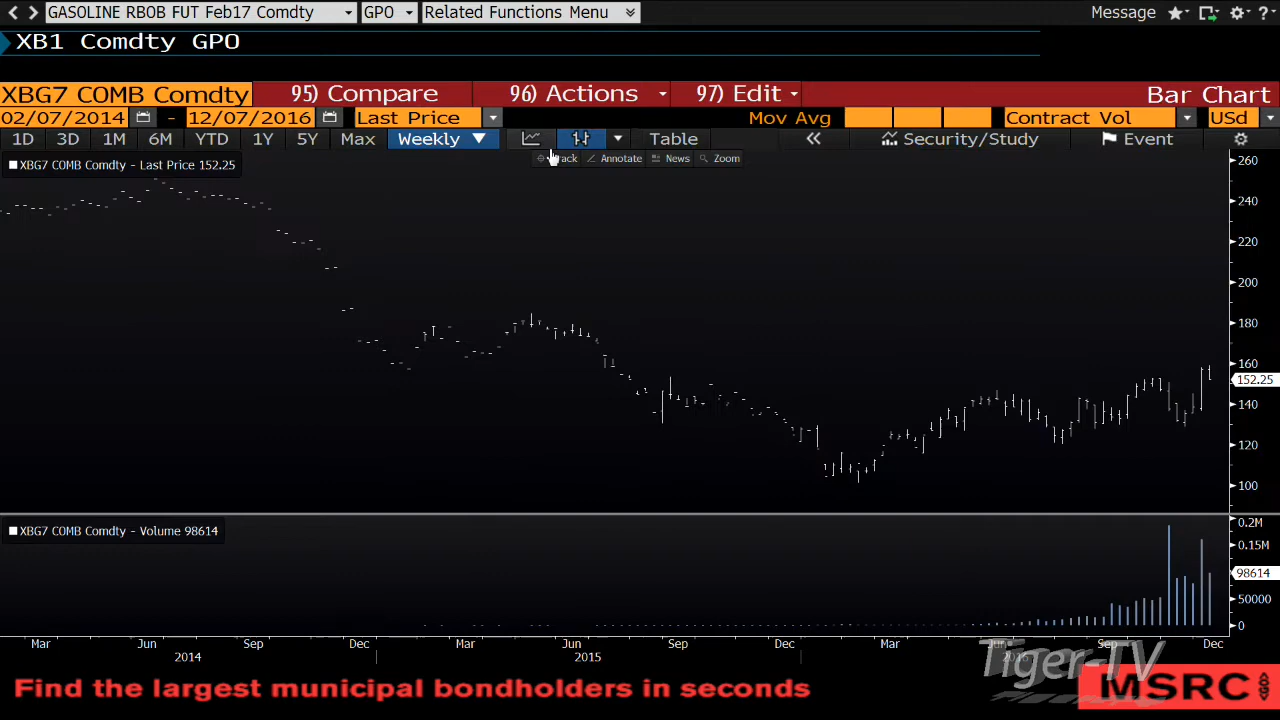 GASOLINE RBOB FUT Feb17 Comdty GPO Related Functions Menu Message ?
XB1 Comdty GPO
XBG7 COMB Comdty 95) Compare 96) Actions 97) Edit Bar Chart
02/07/2014 - 12/07/2016 Last Price Mov Avg Contract Vol USd
1D 3D 1M 6M YTD 1Y 5Y Max Weekly Table Security/Study Event
Annotate News Zoom
XBG7 COMB Comdty - Last Price 152.25
260
240
220
200
180
160
152.25
140
120
100
XBG7 COMB Comdty - Volume 98614
0.2M
0.15M
98614
50000
0
Mar Jun Sep Dec Mar Jun Sep Dec Mar Jun Sep Dec
2014 2015 2016
Tiger-TV
Find the largest municipal bondholders in seconds
MSRC